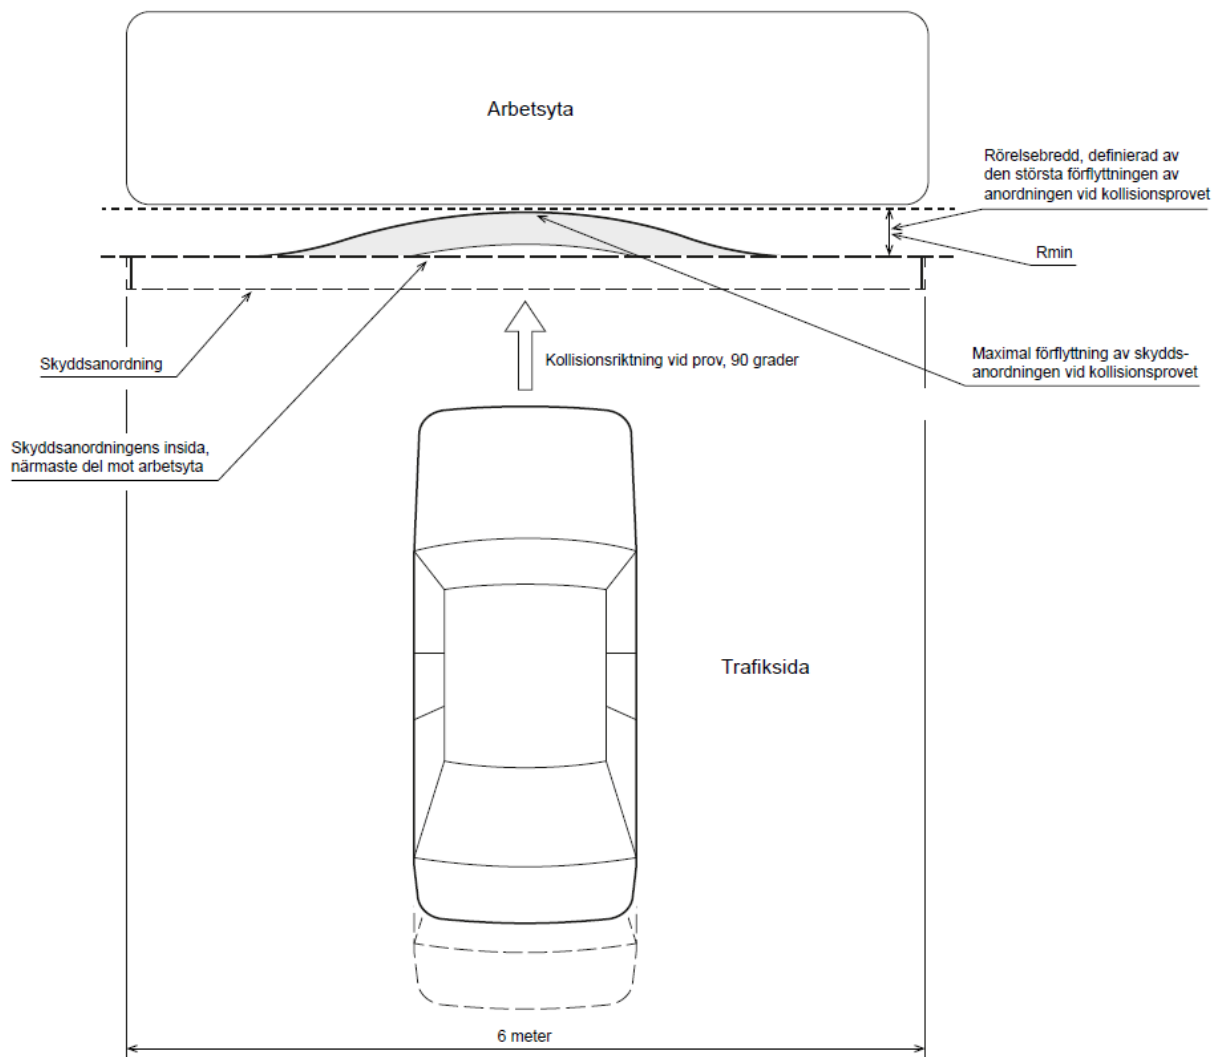 Arbetsyta
Rörelsebredd, definierad av
den största förflyttningen av
anordningen vid kollisionsprovet
Rmin
Skyddsanordning
Kollisionsriktning vid prov, 90 grader
Maximal förflyttning av skydds-
anordningen vid kollisionsprovet
Skyddsanordningens insida,
närmaste del mot arbetsyta
Trafiksida
6 meter